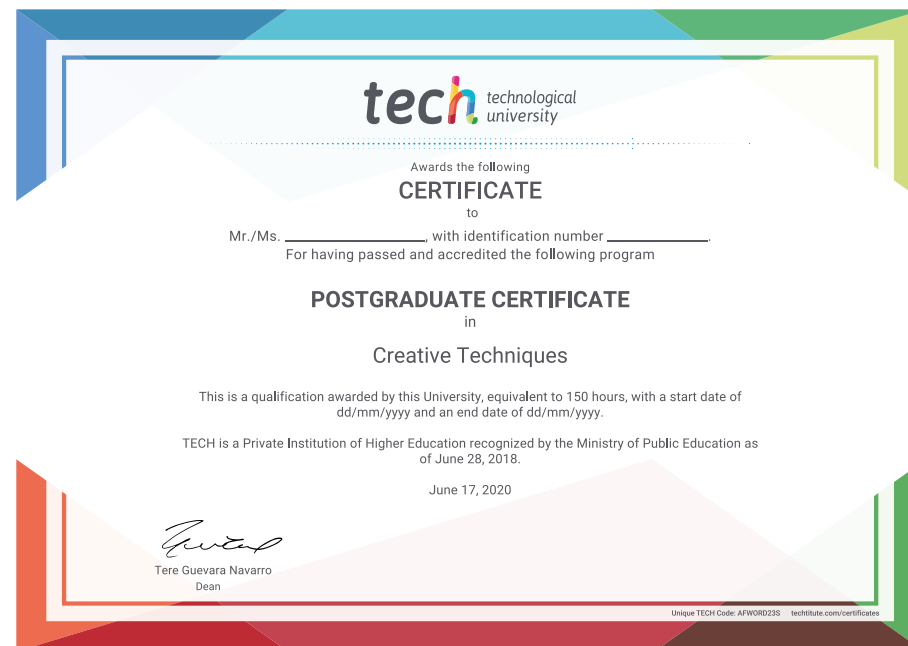 tech technological
university
Awards the following
CERTIFICATE
to
Mr./Ms. ____________________, with identification number ______________.
For having passed and accredited the following program
POSTGRADUATE CERTIFICATE
in
Creative Techniques
This is a qualification awarded by this University, equivalent to 150 hours, with a start date of
dd/mm/yyyy and an end date of dd/mm/yyyy.
TECH is a Private Institution of Higher Education recognized by the Ministry of Public Education as
of June 28, 2018.
June 17, 2020
Tere Guevara Navarro
Dean
Unique TECH Code: AFWORD23S techtitute.com/certificates